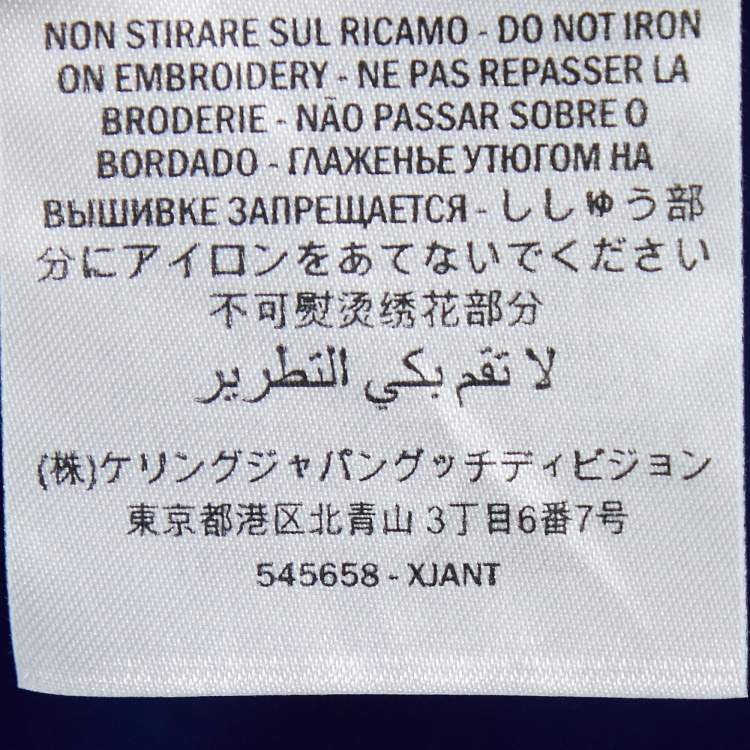 NON STIRARE SUL RICAMO - DO NOT IRON
ON EMBROIDERY - NE PAS REPASSER LA
BRODERIE - NÃO PASSAR SOBRE O
BORDADO - ГЛАЖЕНЬЕ УТЮГОМ НА
ВЫШИВКЕ ЗАПРЕЩАЕТСЯ - ししゅう部
分にアイロンをあてないでください
不可熨烫绣花部分
لا تقم بكي التطريز
(株)ケリングジャパングッチディビジョン
東京都港区北青山 3丁目6番7号
545658 - XJANT